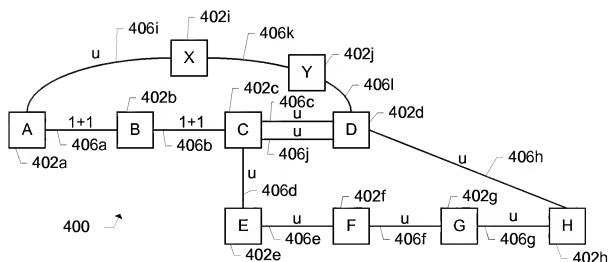 402i
406i
X
406k
u
402j
Y
402b
402c
406c
406l
u
A
1+1
B
1+1
C
u
D
402d
406a
406b
406j
402a
u
u
406h
406d
402f
402g
400
E
u
F
u
G
u
H
406e
406f
406g
402e
402h